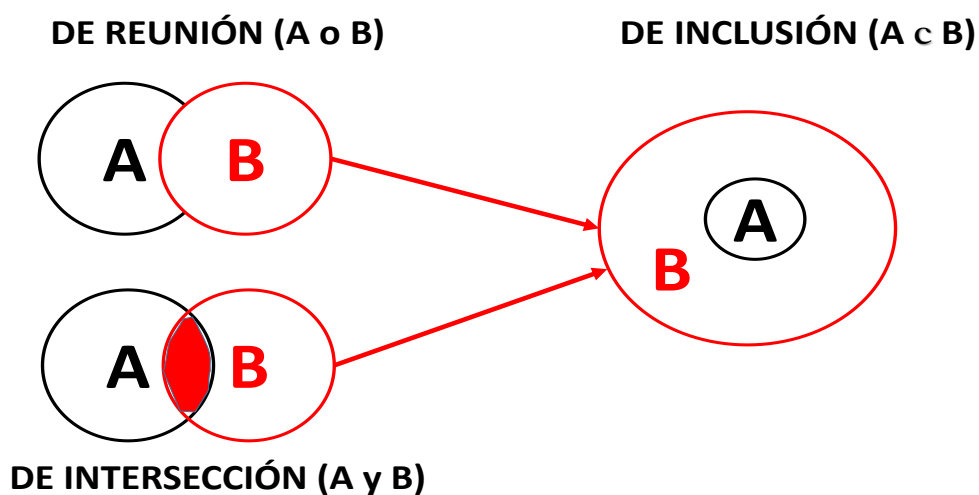 DE REUNIÓN (A o B)
DE INCLUSIÓN (A c B)
A B
A
B
A B
DE INTERSECCIÓN (A y B)